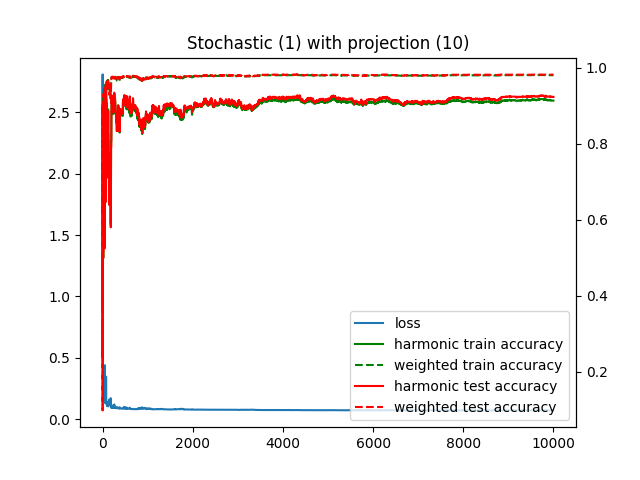 Stochastic (1) with projection (10)
2.5
2.0
1.5
1.0
0.5
0.0
1.0
0.8
0.6
0.4
0.2
loss
harmonic train accuracy
weighted train accuracy
harmonic test accuracy
weighted test accuracy
0 2000 4000 6000 8000 10000